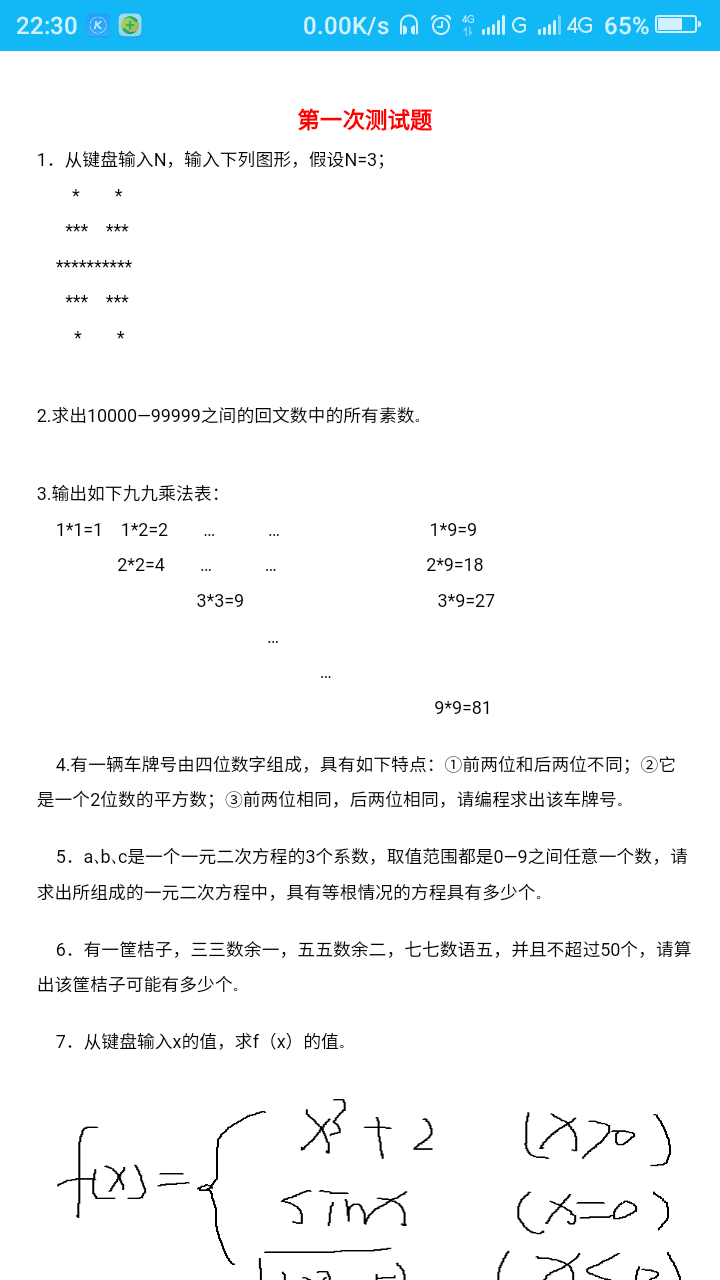 22:30 0.00K/s 4G G 4G 65%
第一次测试题
1．从键盘输入N，输入下列图形，假设N=3；
* *
*** ***
**********
*** ***
* *
2.求出10000—99999之间的回文数中的所有素数。
3.输出如下九九乘法表：
1*1=1 1*2=2 … … 1*9=9
2*2=4 … … 2*9=18
3*3=9 3*9=27
…
…
9*9=81
4.有一辆车牌号由四位数字组成，具有如下特点：①前两位和后两位不同；②它
是一个2位数的平方数；③前两位相同，后两位相同，请编程求出该车牌号。
5．a、b、c是一个一元二次方程的3个系数，取值范围都是0—9之间任意一个数，请
求出所组成的一元二次方程中，具有等根情况的方程具有多少个。
6．有一筐桔子，三三数余一，五五数余二，七七数语五，并且不超过50个，请算
出该筐桔子可能有多少个。
7．从键盘输入x的值，求f（x）的值。
x³+2 (x>0)
f(x)= sinx (x=0)
(x<0)